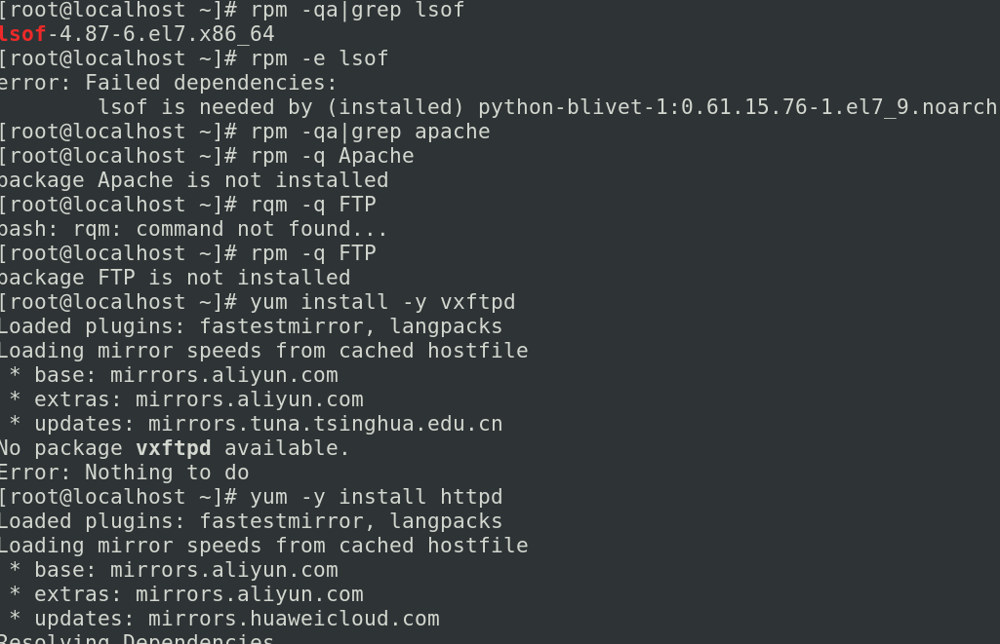 [root@localhost ~]# rpm -qa|grep lsof
lsof-4.87-6.el7.x86_64
[root@localhost ~]# rpm -e lsof
error: Failed dependencies:
        lsof is needed by (installed) python-blivet-1:0.61.15.76-1.el7_9.noarch
[root@localhost ~]# rpm -qa|grep apache
[root@localhost ~]# rpm -q Apache
package Apache is not installed
[root@localhost ~]# rqm -q FTP
bash: rqm: command not found...
[root@localhost ~]# rpm -q FTP
package FTP is not installed
[root@localhost ~]# yum install -y vxftpd
Loaded plugins: fastestmirror, langpacks
Loading mirror speeds from cached hostfile
 * base: mirrors.aliyun.com
 * extras: mirrors.aliyun.com
 * updates: mirrors.tuna.tsinghua.edu.cn
No package vxftpd available.
Error: Nothing to do
[root@localhost ~]# yum -y install httpd
Loaded plugins: fastestmirror, langpacks
Loading mirror speeds from cached hostfile
 * base: mirrors.aliyun.com
 * extras: mirrors.aliyun.com
 * updates: mirrors.huaweicloud.com
Resolving Dependencies